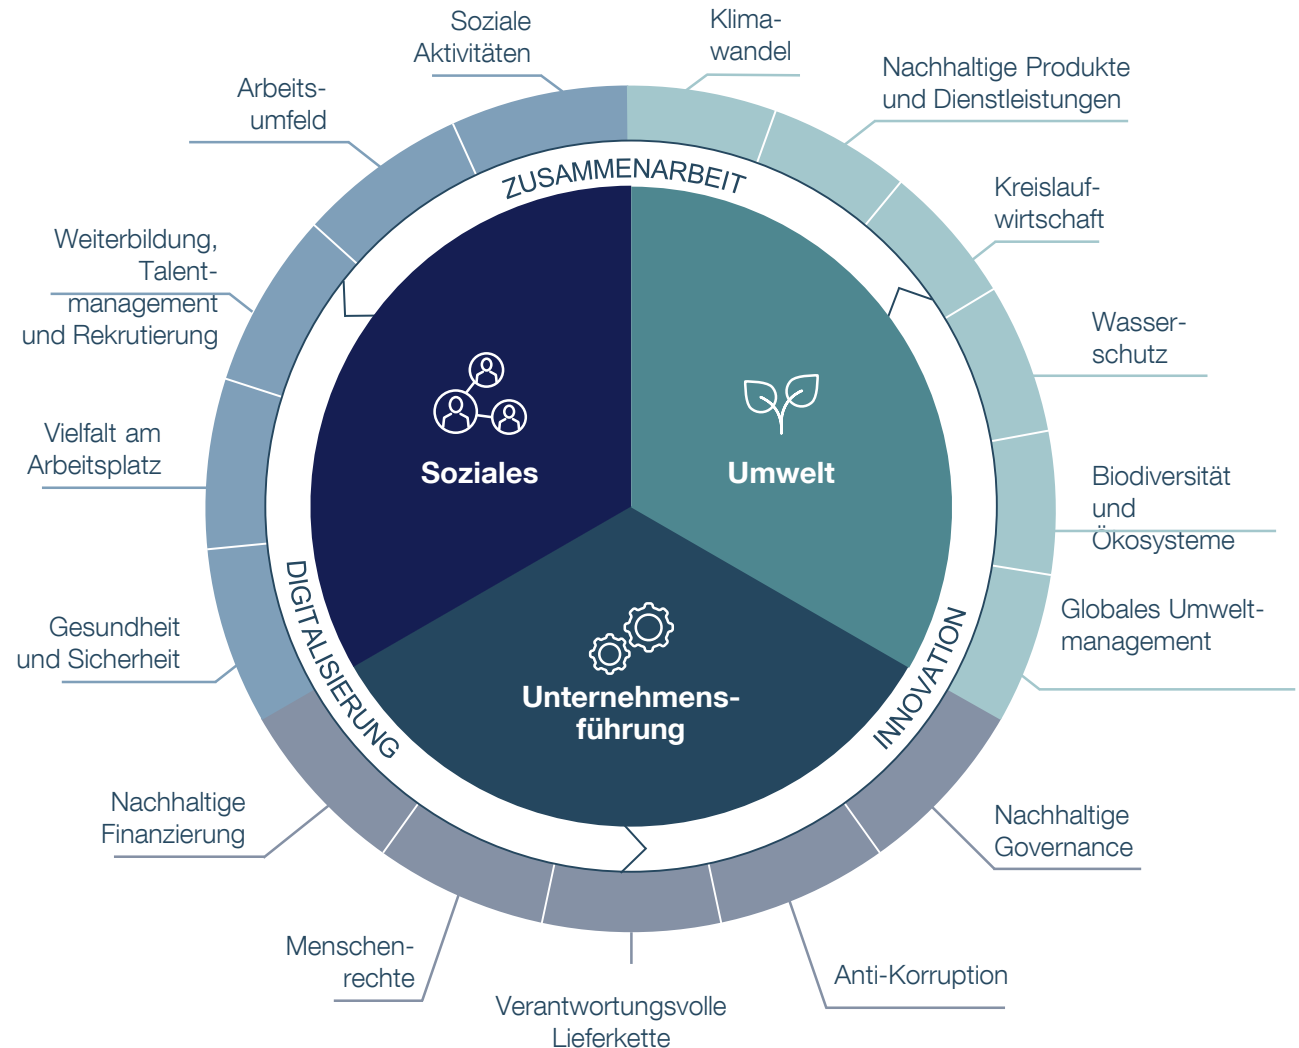 Soziale
Aktivitäten
Klima-
wandel
Nachhaltige Produkte
und Dienstleistungen
Arbeits-
umfeld
Kreislauf-
wirtschaft
Weiterbildung,
Talent-
management
und Rekrutierung
Wasser-
schutz
Vielfalt am
Arbeitsplatz
Biodiversität
und
Ökosysteme
Gesundheit
und Sicherheit
Globales Umwelt-
management
Nachhaltige
Finanzierung
Nachhaltige
Governance
Menschen-
rechte
Verantwortungsvolle
Lieferkette
Anti-Korruption
ZUSAMMENARBEIT
DIGITALISIERUNG
INNOVATION
Soziales
Umwelt
Unternehmens-
führung